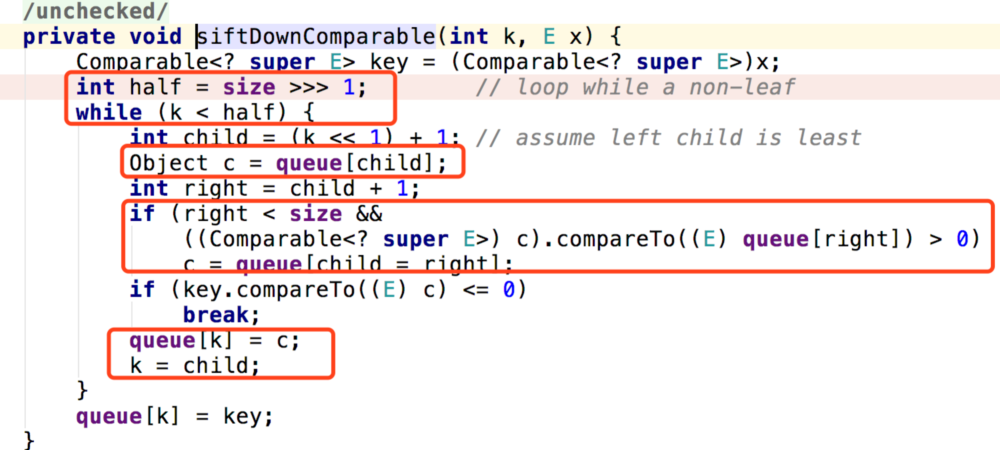 /unchecked/
private void siftDownComparable(int k, E x) {
    Comparable<? super E> key = (Comparable<? super E>)x;
    int half = size >>> 1;        // loop while a non-leaf
    while (k < half) {
        int child = (k << 1) + 1; // assume left child is least
        Object c = queue[child];
        int right = child + 1;
        if (right < size &&
            ((Comparable<? super E>) c).compareTo((E) queue[right]) > 0)
            c = queue[child = right];
        if (key.compareTo((E) c) <= 0)
            break;
        queue[k] = c;
        k = child;
    }
    queue[k] = key;
}